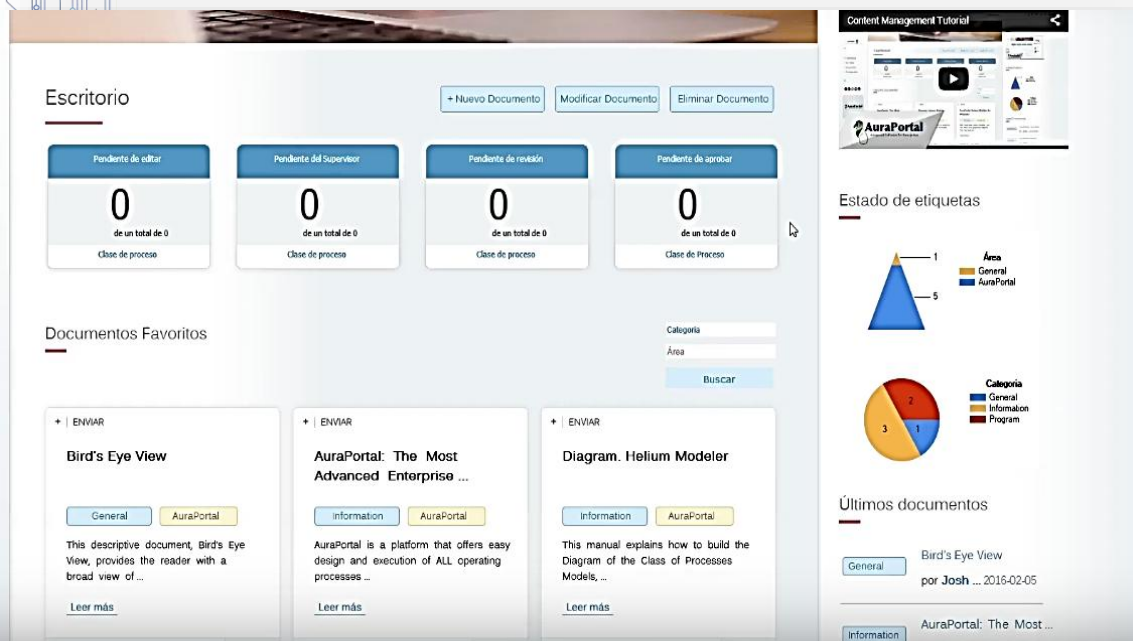 Escritorio
+ Nuevo Documento
Modificar Documento
Eliminar Documento
Pendiente de editar
0
de un total de 0
Clase de proceso
Pendiente del Supervisor
0
de un total de 0
Clase de proceso
Pendiente de revisión
0
de un total de 0
Clase de proceso
Pendiente de aprobar
0
de un total de 0
Clase de Proceso
Documentos Favoritos
Categoria
Área
Buscar
+ | ENVIAR
Bird's Eye View
General
AuraPortal
This descriptive document, Bird's Eye
View, provides the reader with a
broad view of ...
Leer más
+ | ENVIAR
AuraPortal: The Most
Advanced Enterprise ...
Information
AuraPortal
AuraPortal is a platform that offers easy
design and execution of ALL operating
processes ...
Leer más
+ | ENVIAR
Diagram. Helium Modeler
Information
AuraPortal
This manual explains how to build the
Diagram of the Class of Processes
Models, ...
Leer más
Content Management Tutorial
AuraPortal
Estado de etiquetas
1
5
Área
General
AuraPortal
2
3
1
Categoria
General
Information
Program
Últimos documentos
General
Bird's Eye View
por Josh ... 2016-02-05
Information
AuraPortal: The Most ...